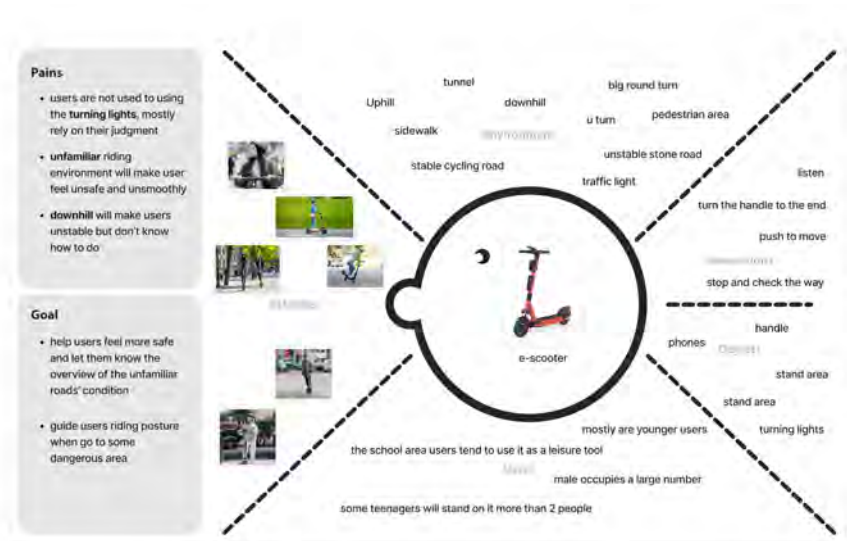 Pains
• users are not used to using
the turning lights, mostly
rely on their judgment
• unfamiliar riding
environment will make user
feel unsafe and unsmoothly
• downhill will make users
unstable but don't know
how to do
Goal
• help users feel more safe
and let them know the
overview of the unfamiliar
roads' condition
• guide users riding posture
when go to some
dangerous area
tunnel
big round turn
Uphill
downhill
u turn
pedestrian area
sidewalk
stable cycling road
unstable stone road
traffic light
listen
turn the handle to the end
push to move
stop and check the way
handle
phones
stand area
stand area
turning lights
e-scooter
mostly are younger users
the school area users tend to use it as a leisure tool
male occupies a large number
some teenagers will stand on it more than 2 people